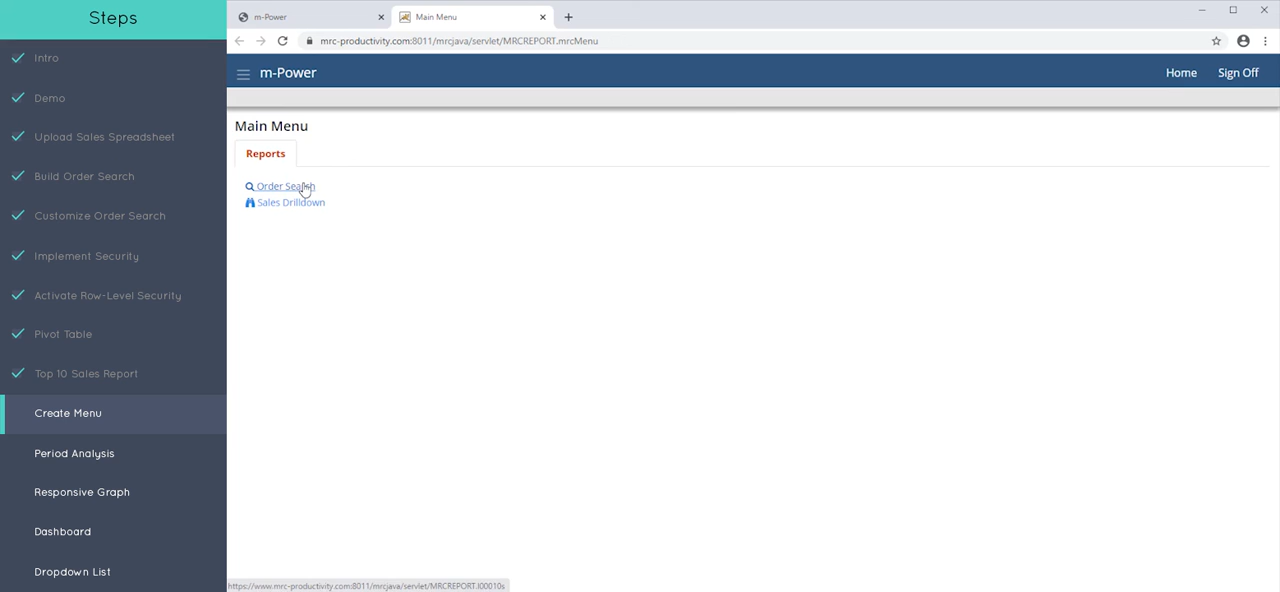 Steps
Intro
Demo
Upload Sales Spreadsheet
Build Order Search
Customize Order Search
Implement Security
Activate Row-Level Security
Pivot Table
Top 10 Sales Report
Create Menu
Period Analysis
Responsive Graph
Dashboard
Dropdown List
m-Power
Main Menu
mrc-productivity.com:8011/mrcjava/servlet/MRCREPORT.mrcMenu
m-Power
Home
Sign Off
Main Menu
Reports
Order Search
Sales Drilldown
https://www.mrc-productivity.com:8011/mrcjava/servlet/MRCREPORT.I00010s